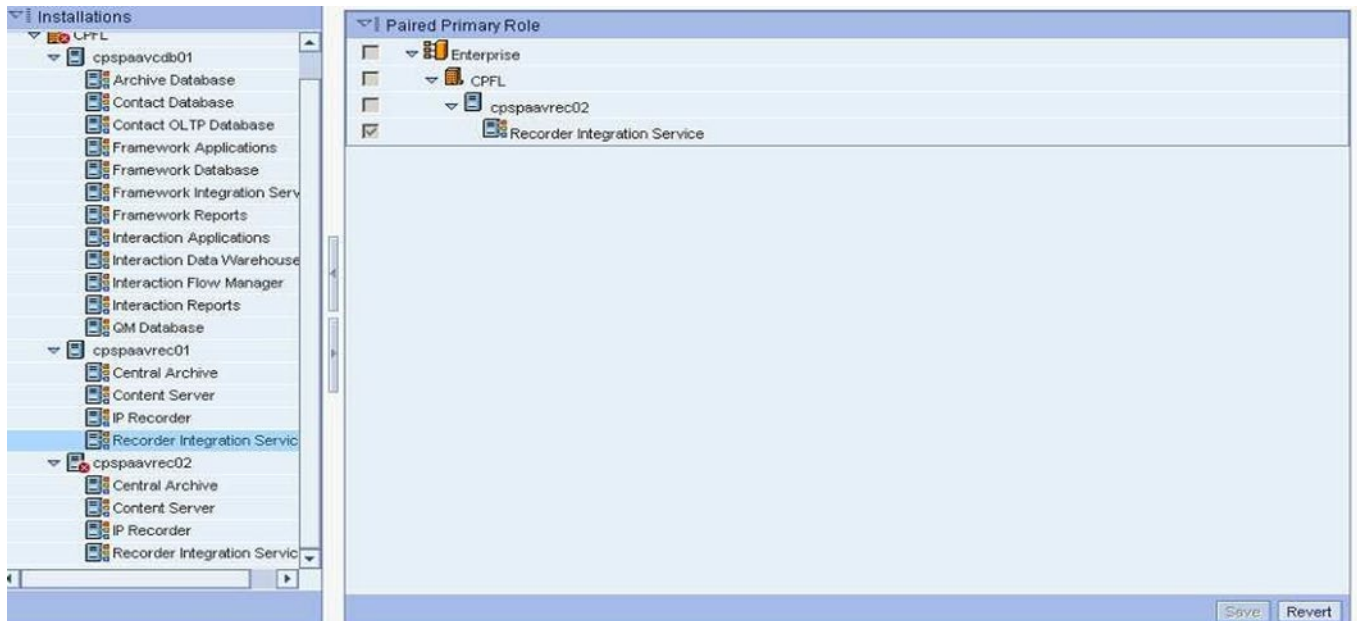 Installations
CPFL
cpspaavcdb01
Archive Database
Contact Database
Contact OLTP Database
Framework Applications
Framework Database
Framework Integration Serv
Framework Reports
Interaction Applications
Interaction Data Warehouse
Interaction Flow Manager
Interaction Reports
QM Database
cpspaavrec01
Central Archive
Content Server
IP Recorder
Recorder Integration Servic
cpspaavrec02
Central Archive
Content Server
IP Recorder
Recorder Integration Servic
Paired Primary Role
Enterprise
CPFL
cpspaavrec02
Recorder Integration Service
Save
Revert